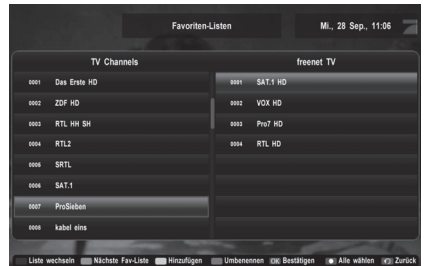 Favoriten-Listen
Mi., 28 Sep., 11:06
TV Channels
0001 Das Erste HD
0002 ZDF HD
0003 RTL HH SH
0004 RTL2
0005 SRTL
0006 SAT.1
0007 ProSieben
0008 kabel eins
freenet TV
0001 SAT.1 HD
0002 VOX HD
0003 Pro7 HD
0004 RTL HD
Liste wechseln Nächste Fav-Liste Hinzufügen Umbenennen OK Bestätigen Alle wählen Zurück